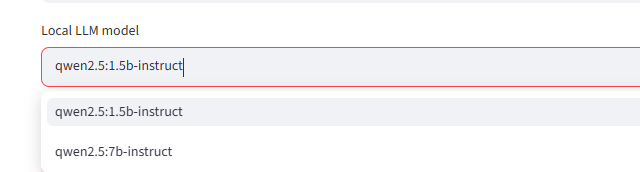 Local LLM model
qwen2.5:1.5b-instruct
qwen2.5:1.5b-instruct
qwen2.5:7b-instruct